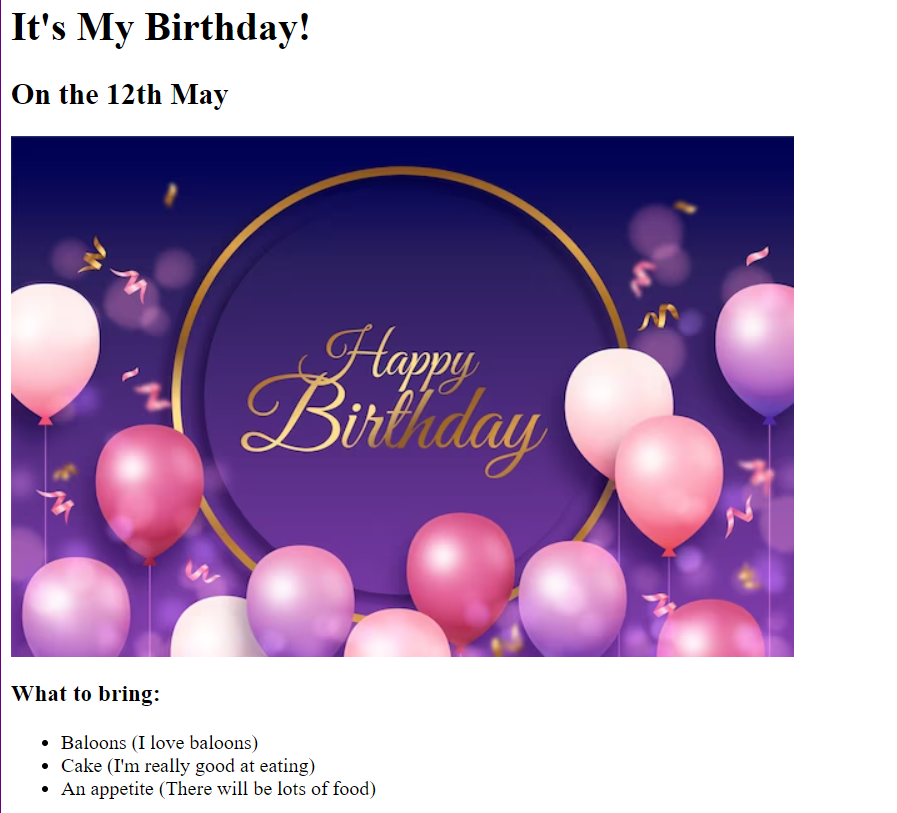 It's My Birthday!
On the 12th May
Happy
Birthday
What to bring:
Baloons (I love baloons)
Cake (I'm really good at eating)
An appetite (There will be lots of food)